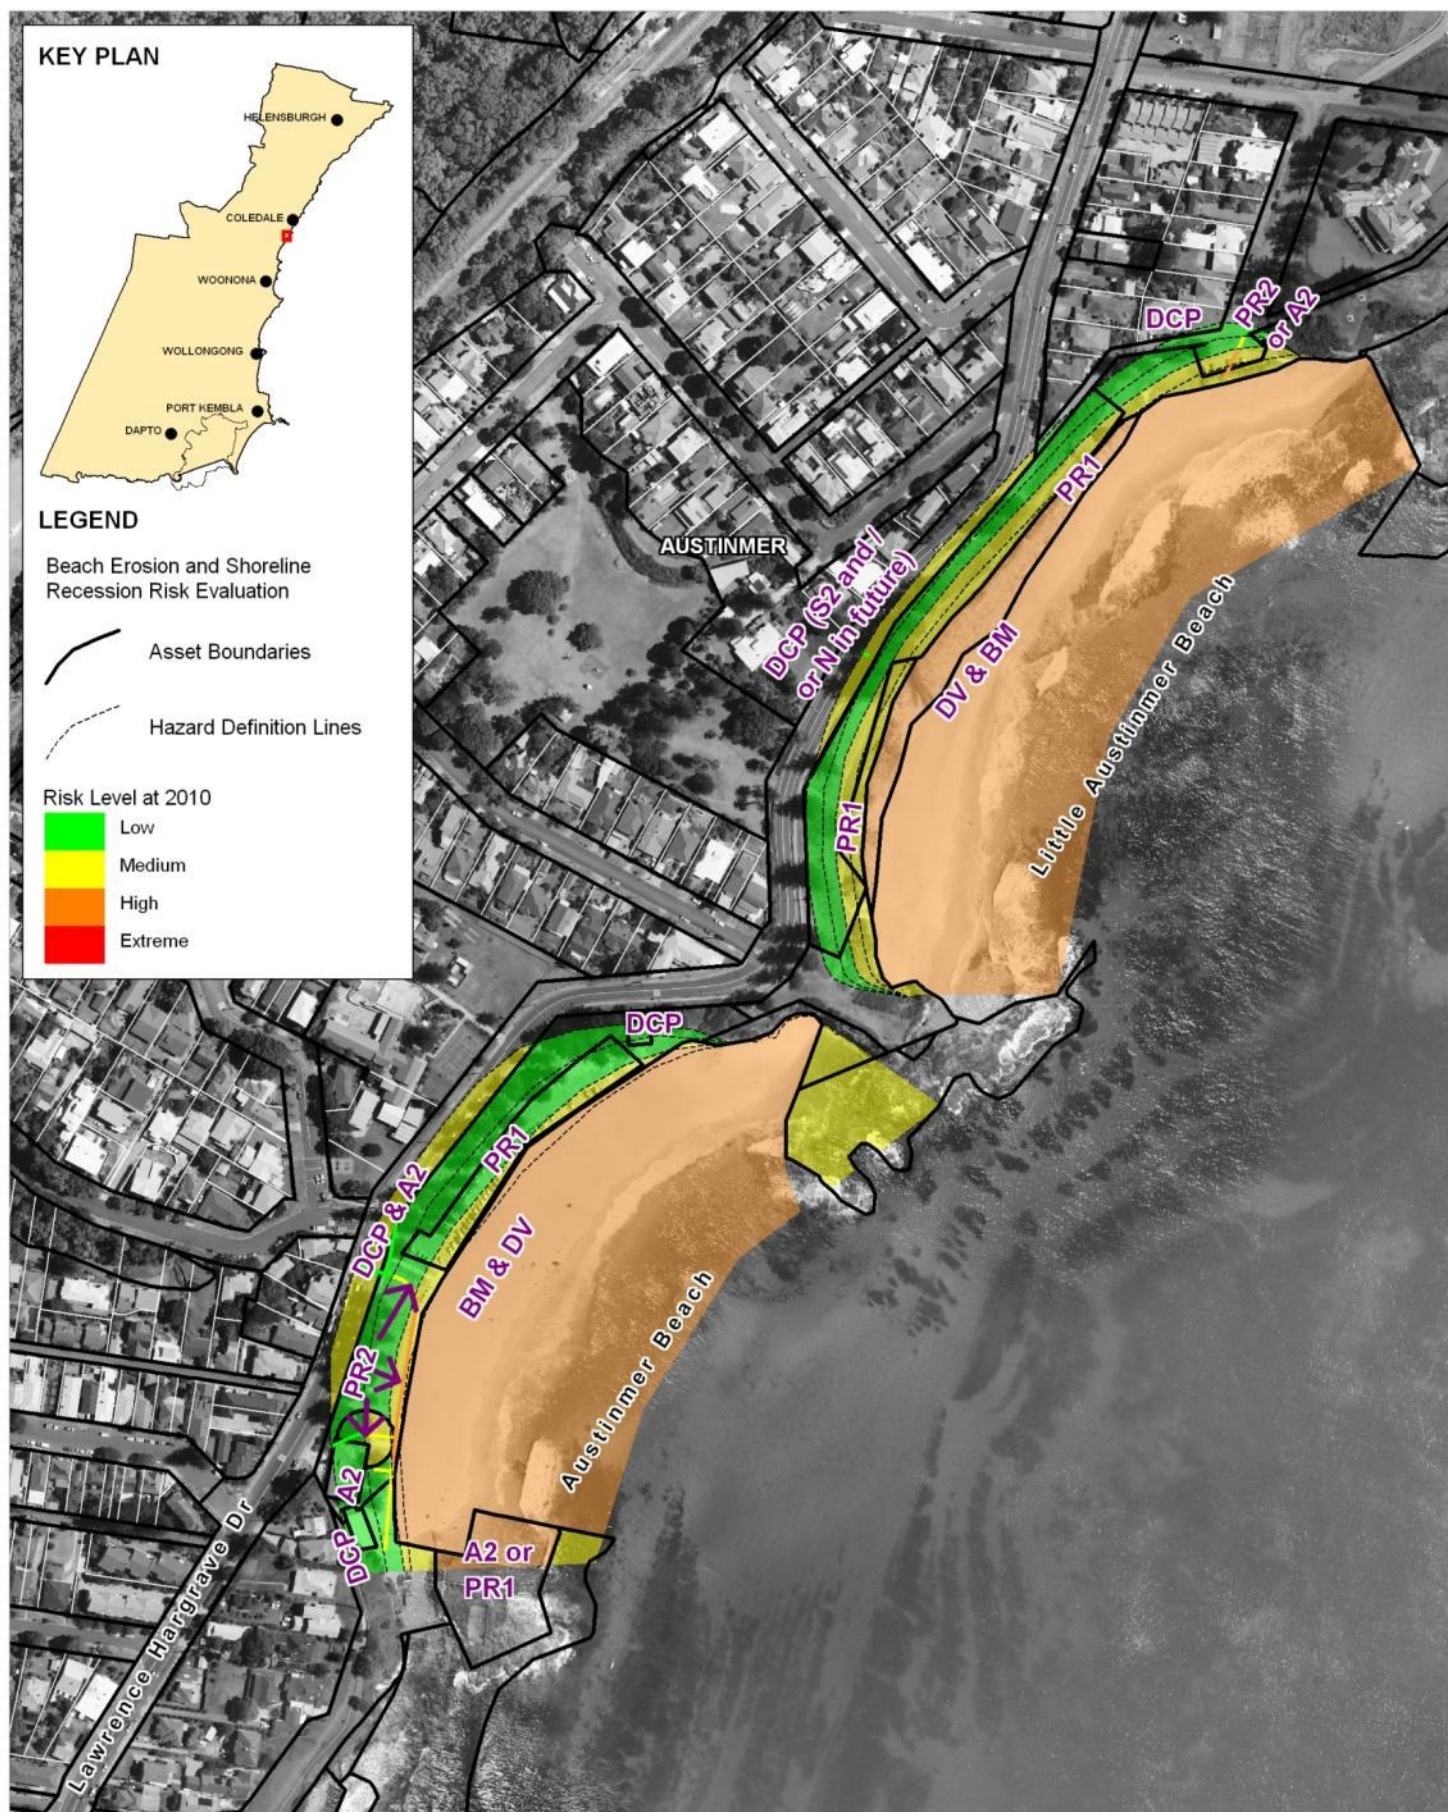 KEY PLAN
HELENSBURGH
COLEDALE
WOONONA
WOLLONGONG
PORT KEMBLA
DAPTO
LEGEND
Beach Erosion and Shoreline
Recession Risk Evaluation
Asset Boundaries
Hazard Definition Lines
Risk Level at 2010
Low
Medium
High
Extreme
DCP
PR2
or A2
PR1
AUSTINMER
DCP (S2 and /
or N in future)
DV & BM
Little Austinmer Beach
PR1
DCP
PR1
DCP & A2
BM & DV
PR2
Austinmer Beach
A2
DCP
A2 or
PR1
Lawrence Hargrave Dr